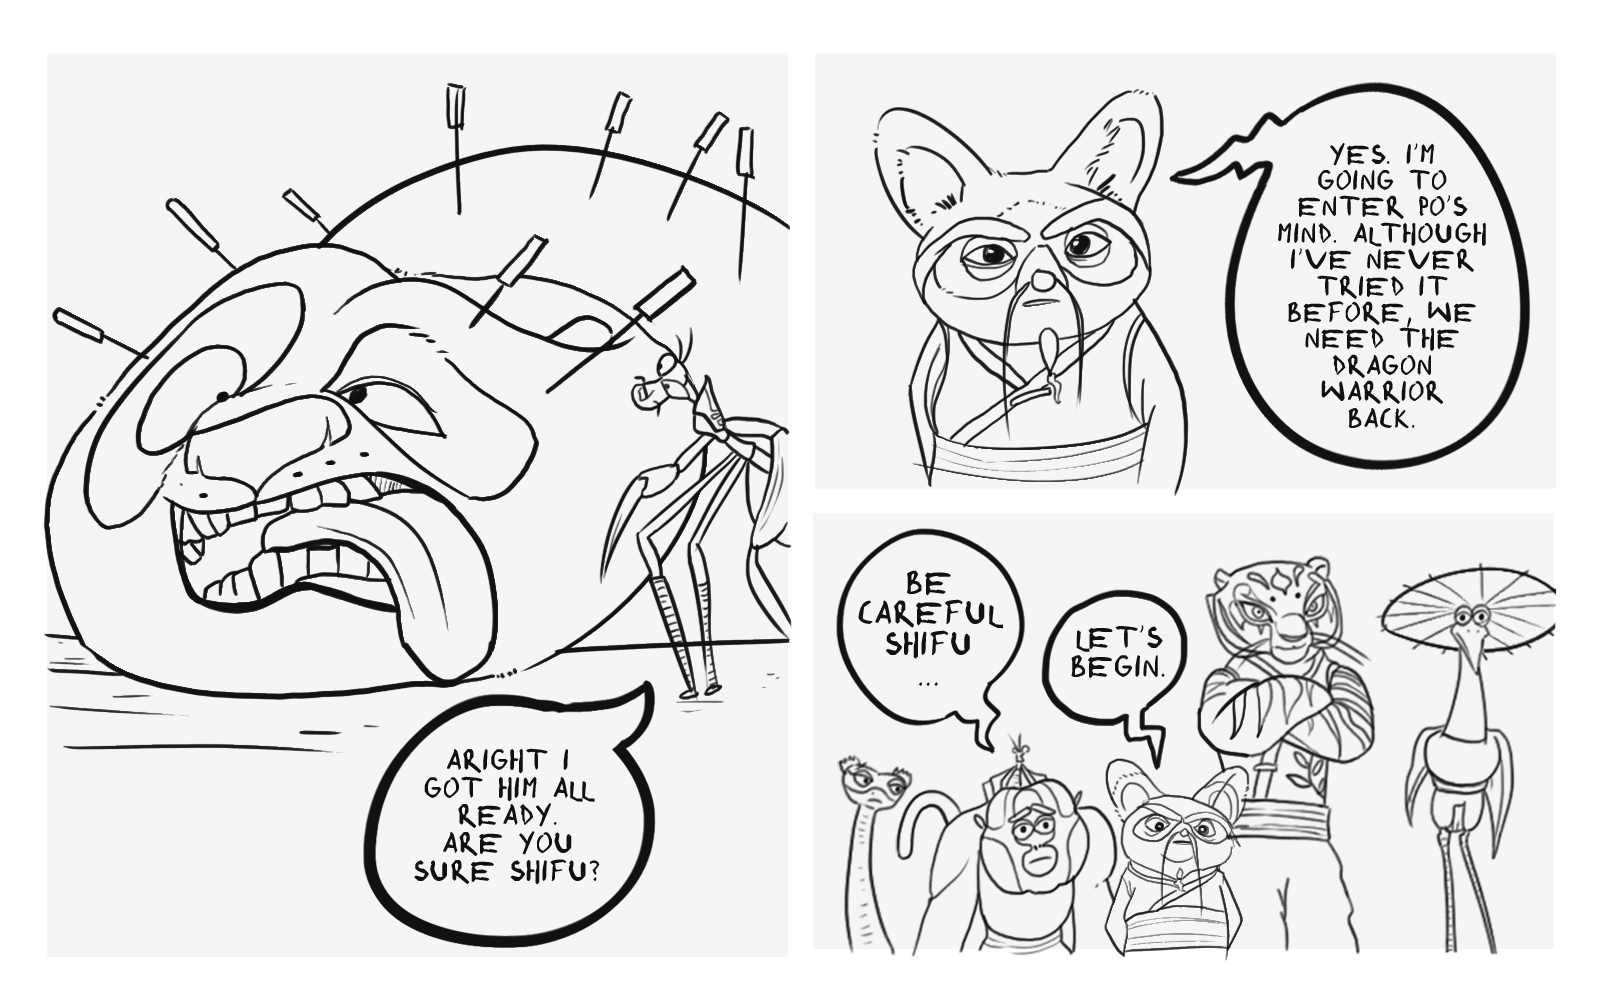 ARIGHT I
GOT HIM ALL
READY.
ARE YOU
SURE SHIFU?
YES. I'M
GOING TO
ENTER PO'S
MIND. ALTHOUGH
I'VE NEVER
TRIED IT
BEFORE, WE
NEED THE
DRAGON
WARRIOR
BACK.
BE
CAREFUL
SHIFU
...
LET'S
BEGIN.